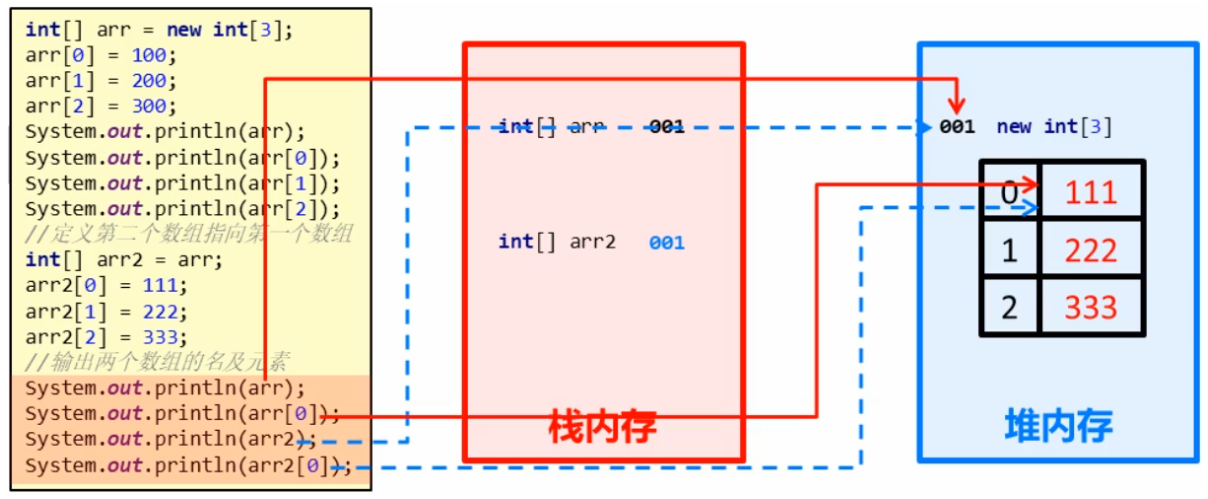 int[] arr = new int[3];
arr[0] = 100;
arr[1] = 200;
arr[2] = 300;
System.out.println(arr);
System.out.println(arr[0]);
System.out.println(arr[1]);
System.out.println(arr[2]);
//定义第二个数组指向第一个数组
int[] arr2 = arr;
arr2[0] = 111;
arr2[1] = 222;
arr2[2] = 333;
//输出两个数组的名及元素
System.out.println(arr);
System.out.println(arr[0]);
System.out.println(arr2);
System.out.println(arr2[0]);
int[] arr 001
int[] arr2 001
栈内存
001 new int[3]
0 111
1 222
2 333
堆内存